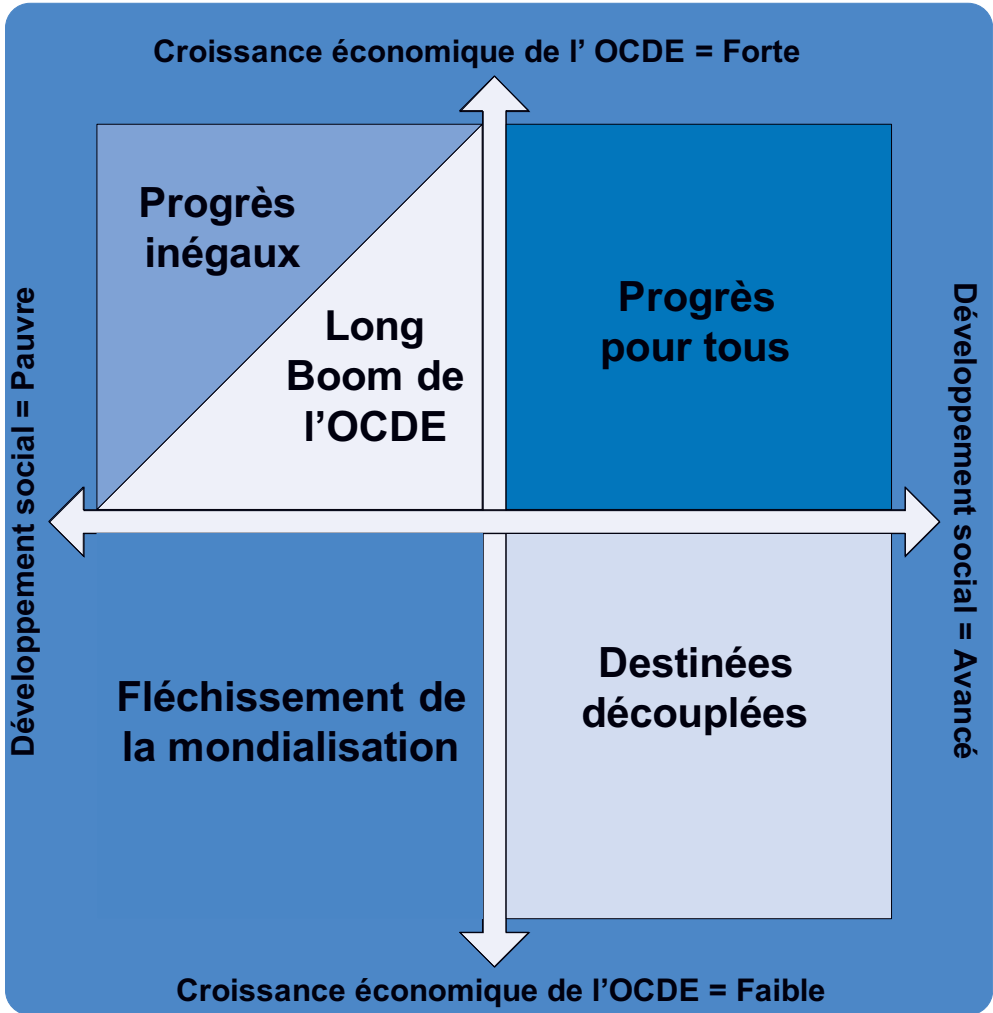 Croissance économique de l' OCDE = Forte
Progrès
inégaux
Long
Boom de
l'OCDE
Progrès
pour tous
Développement social = Pauvre
Développement social = Avancé
Fléchissement de
la mondialisation
Destinées
découplées
Croissance économique de l'OCDE = Faible